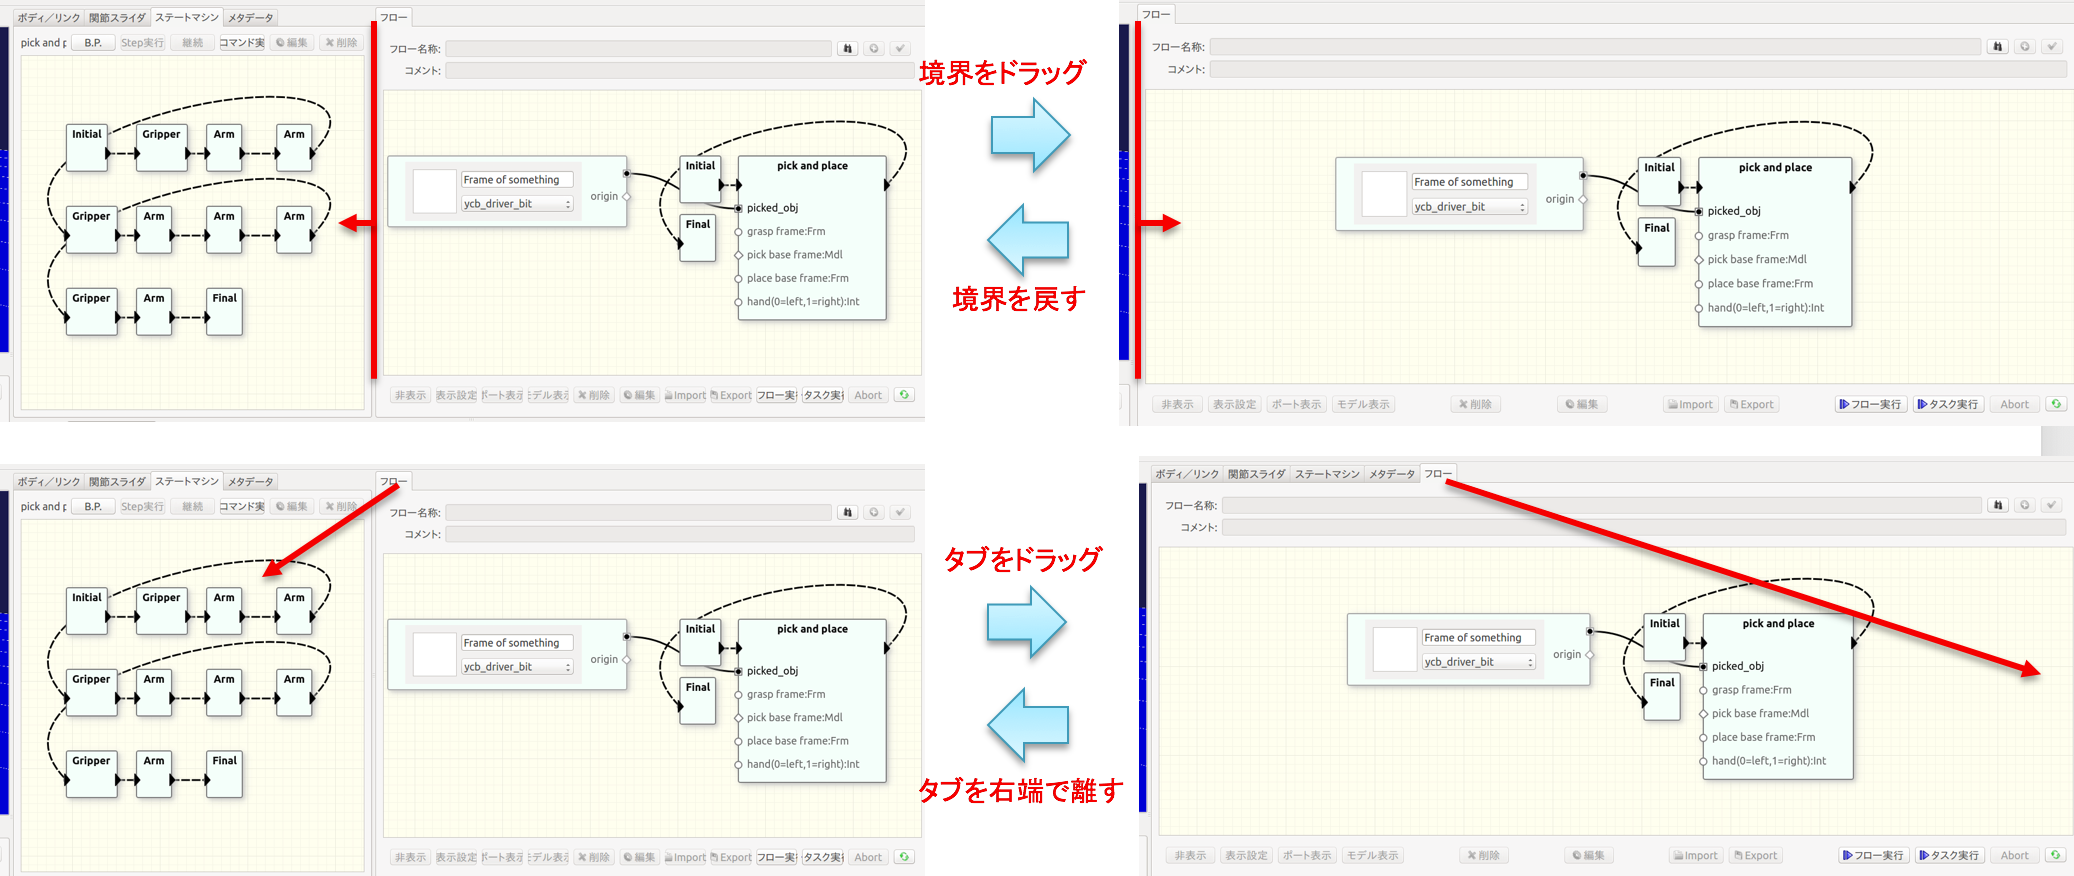 ボディ／リンク 関節スライダ ステートマシン メタデータ
pick and p B.P. Step実行 継続 コマンド実 編集 削除
Initial Gripper Arm Arm
Gripper Arm Arm Arm
Gripper Arm Final
フロー
フロー名称:
コメント:
Frame of something
ycb_driver_bit
origin
Initial
Final
pick and place
picked_obj
grasp frame:Frm
pick base frame:Mdl
place base frame:Frm
hand(0=left,1=right):Int
非表示 表示設定 ポート表示 モデル表示 削除 編集 Import Export フロー実 タスク実 Abort
境界をドラッグ
境界を戻す
フロー
フロー名称:
コメント:
Frame of something
ycb_driver_bit
origin
Initial
Final
pick and place
picked_obj
grasp frame:Frm
pick base frame:Mdl
place base frame:Frm
hand(0=left,1=right):Int
非表示 表示設定 ポート表示 モデル表示 削除 編集 Import Export フロー実行 タスク実行 Abort
ボディ／リンク 関節スライダ ステートマシン メタデータ
pick and p B.P. Step実行 継続 コマンド実 編集 削除
Initial Gripper Arm Arm
Gripper Arm Arm Arm
Gripper Arm Final
フロー
フロー名称:
コメント:
Frame of something
ycb_driver_bit
origin
Initial
Final
pick and place
picked_obj
grasp frame:Frm
pick base frame:Mdl
place base frame:Frm
hand(0=left,1=right):Int
非表示 表示設定 ポート表示 モデル表示 削除 編集 Import Export フロー実 タスク実 Abort
タブをドラッグ
タブを右端で離す
ボディ／リンク 関節スライダ ステートマシン メタデータ フロー
フロー名称:
コメント:
Frame of something
ycb_driver_bit
origin
Initial
Final
pick and place
picked_obj
grasp frame:Frm
pick base frame:Mdl
place base frame:Frm
hand(0=left,1=right):Int
非表示 表示設定 ポート表示 モデル表示 削除 編集 Import Export フロー実行 タスク実行 Abort